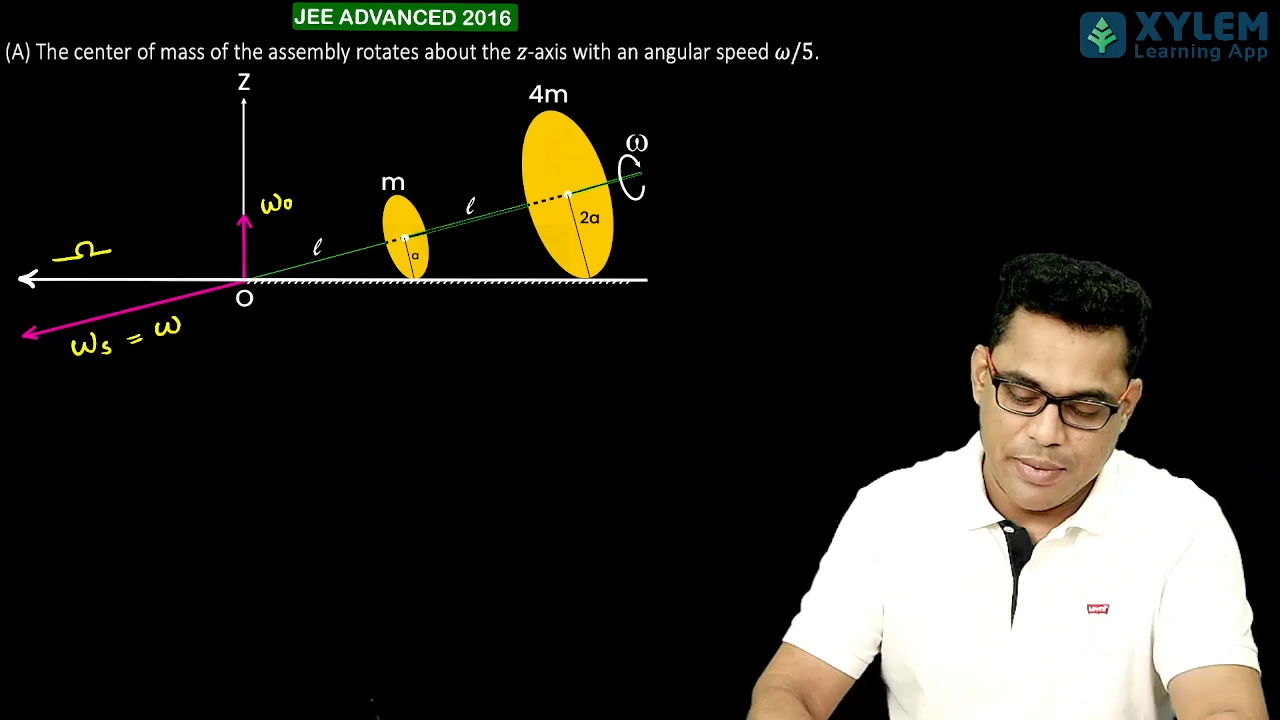 JEE ADVANCED 2016
XYLEM
Learning App
(A) The center of mass of the assembly rotates about the z-axis with an angular speed ω/5.
Z
4m
ω
m
ω₀
ℓ
2a
Ω
ℓ
a
O
ωs = ω
Levi's